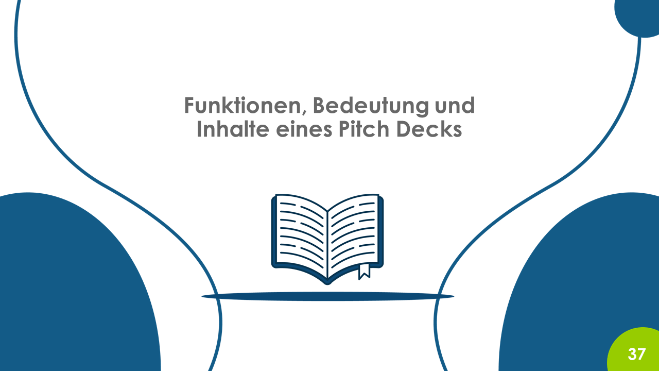 Funktionen, Bedeutung und
Inhalte eines Pitch Decks
37